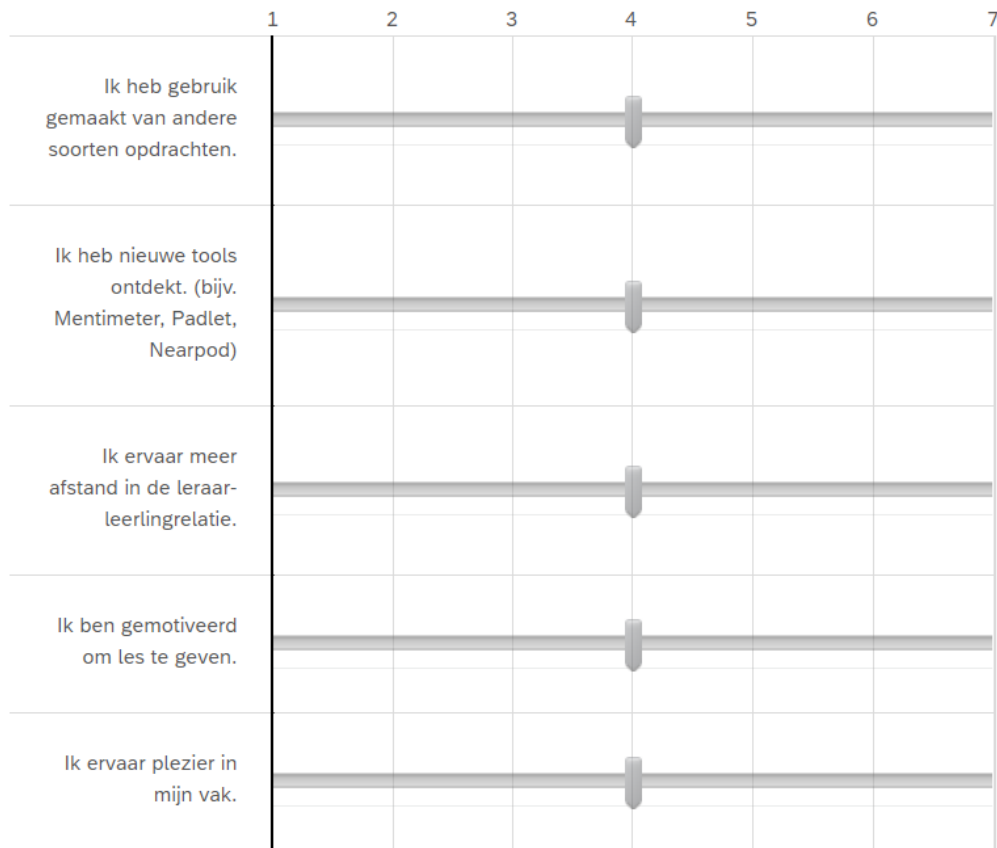 1 2 3 4 5 6 7
Ik heb gebruik
gemaakt van andere
soorten opdrachten.
Ik heb nieuwe tools
ontdekt. (bijv.
Mentimeter, Padlet,
Nearpod)
Ik ervaar meer
afstand in de leraar-
leerlingrelatie.
Ik ben gemotiveerd
om les te geven.
Ik ervaar plezier in
mijn vak.